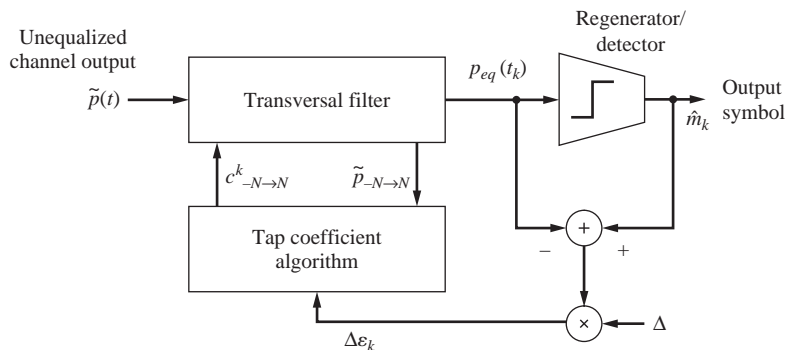 Regenerator/
detector
Unequalized
channel output
p̃(t)
Transversal filter
p_eq(t_k)
Output
symbol
m̂_k
c^k_{-N→N}
p̃_{-N→N}
Tap coefficient
algorithm
+
−
+
×
Δ
Δε_k